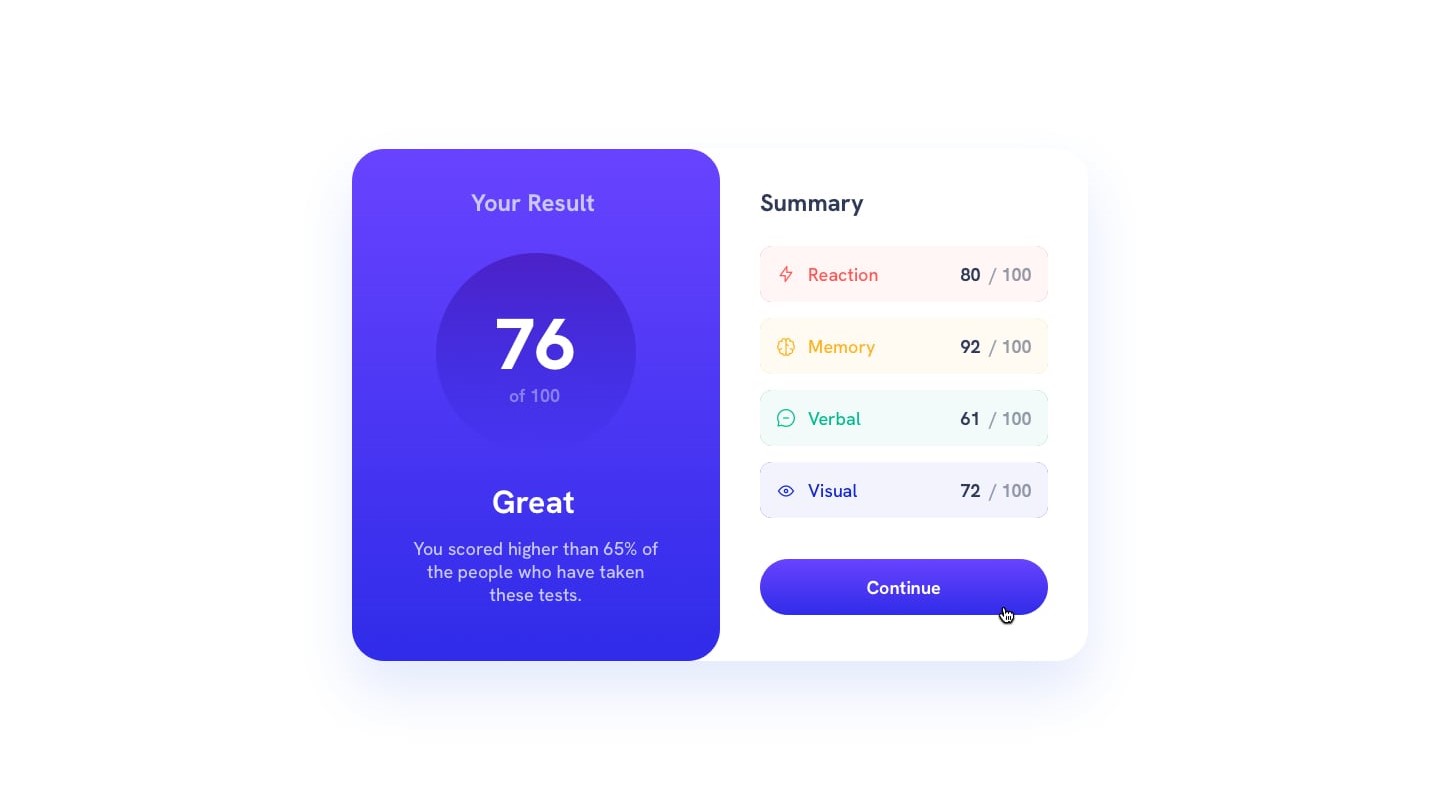 Your Result
76
of 100
Great
You scored higher than 65% of
the people who have taken
these tests.
Summary
Reaction 80 / 100
Memory 92 / 100
Verbal 61 / 100
Visual 72 / 100
Continue